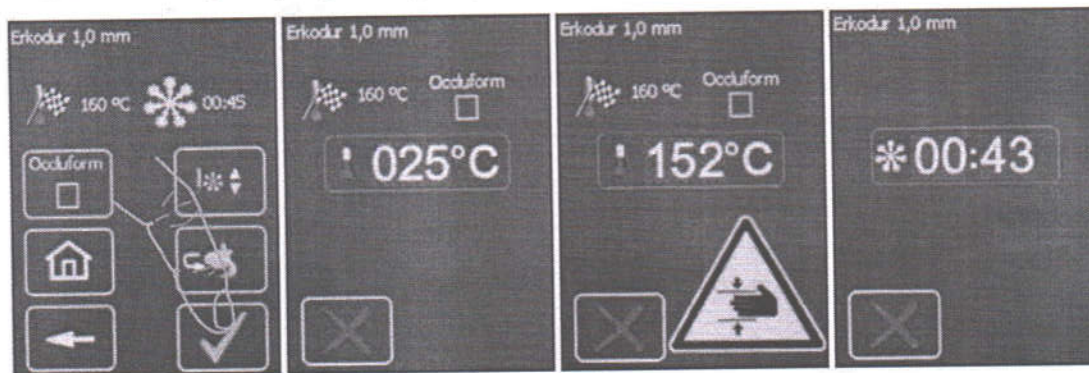 Erkodur 1,0 mm
160 ºC
00:45
Occluform
Erkodur 1,0 mm
160 ºC
Occluform
025°C
Erkodur 1,0 mm
160 ºC
Occluform
152°C
Erkodur 1,0 mm
00:43